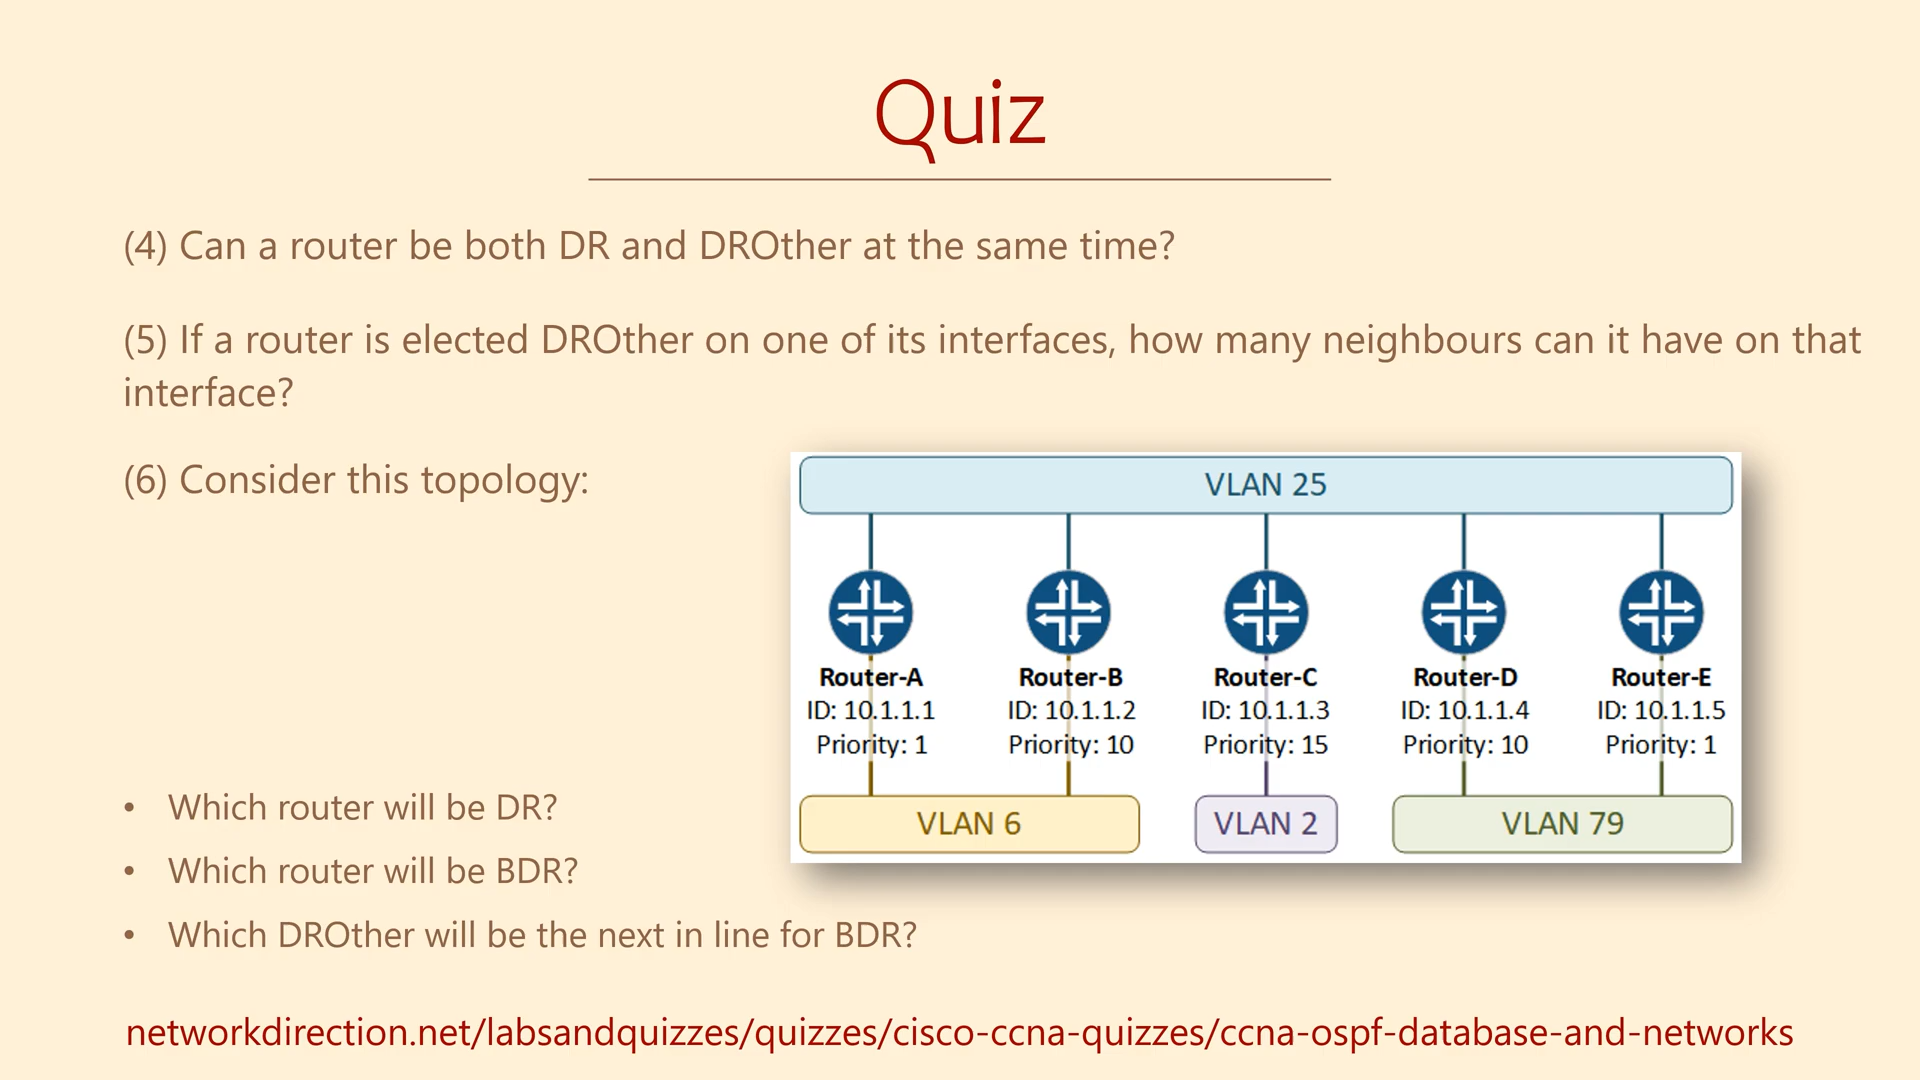 Quiz
(4) Can a router be both DR and DROther at the same time?
(5) If a router is elected DROther on one of its interfaces, how many neighbours can it have on that
interface?
(6) Consider this topology:
VLAN 25
Router-A
ID: 10.1.1.1
Priority: 1
Router-B
ID: 10.1.1.2
Priority: 10
Router-C
ID: 10.1.1.3
Priority: 15
Router-D
ID: 10.1.1.4
Priority: 10
Router-E
ID: 10.1.1.5
Priority: 1
VLAN 6
VLAN 2
VLAN 79
• Which router will be DR?
• Which router will be BDR?
• Which DROther will be the next in line for BDR?
networkdirection.net/labsandquizzes/quizzes/cisco-ccna-quizzes/ccna-ospf-database-and-networks